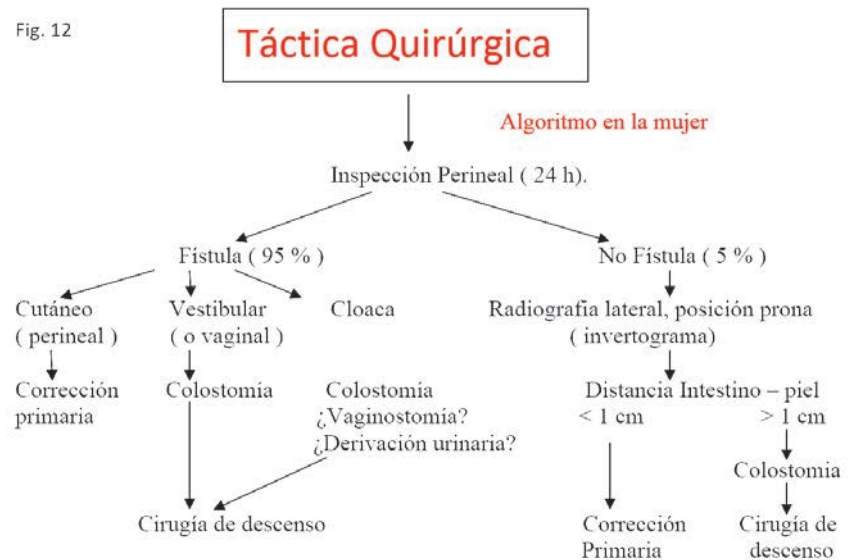 Fig. 12
Táctica Quirúrgica
Algoritmo en la mujer
Inspección Perineal ( 24 h).
Fístula ( 95 % )
No Fístula ( 5 % )
Cutáneo
( perineal )
Vestibular
( o vaginal )
Cloaca
Radiografia lateral, posición prona
( invertograma)
Corrección
primaria
Colostomía
Colostomía
¿Vaginostomía?
¿Derivación urinaria?
Distancia Intestino – piel
< 1 cm
> 1 cm
Colostomia
Cirugía de descenso
Corrección
Primaria
Cirugía de
descenso